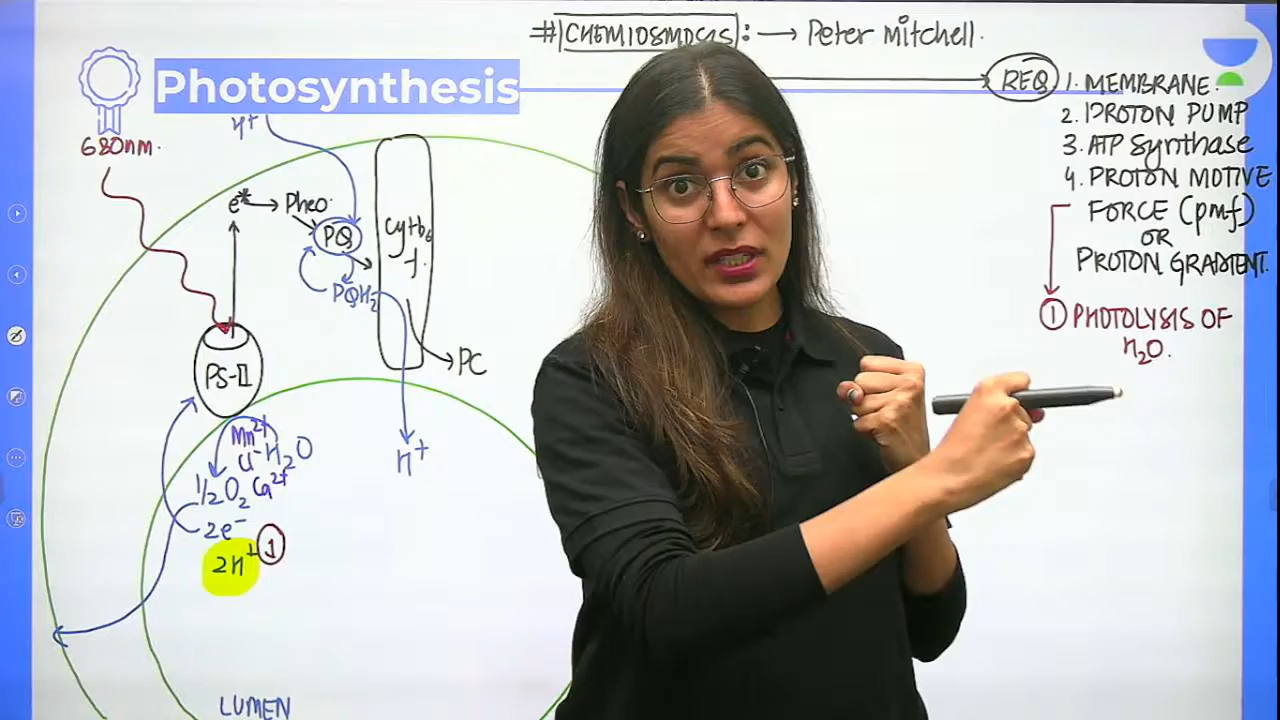 # CHEMIOSMOSIS : → Peter Mitchell.
Photosynthesis
REQ
1. MEMBRANE.
2. PROTON PUMP
3. ATP Synthase
4. PROTON MOTIVE
FORCE (pmf)
OR
PROTON GRADIENT.
① PHOTOLYSIS OF
H₂O.
H⁺
680nm.
e* → Pheo.
PQ
PQH₂
Cytb₆
f.
PC
PS-II
H⁺
Mn²⁺
Cl⁻ H₂O
½O₂ Ca²⁺
2e⁻
2H⁺ ①
LUMEN